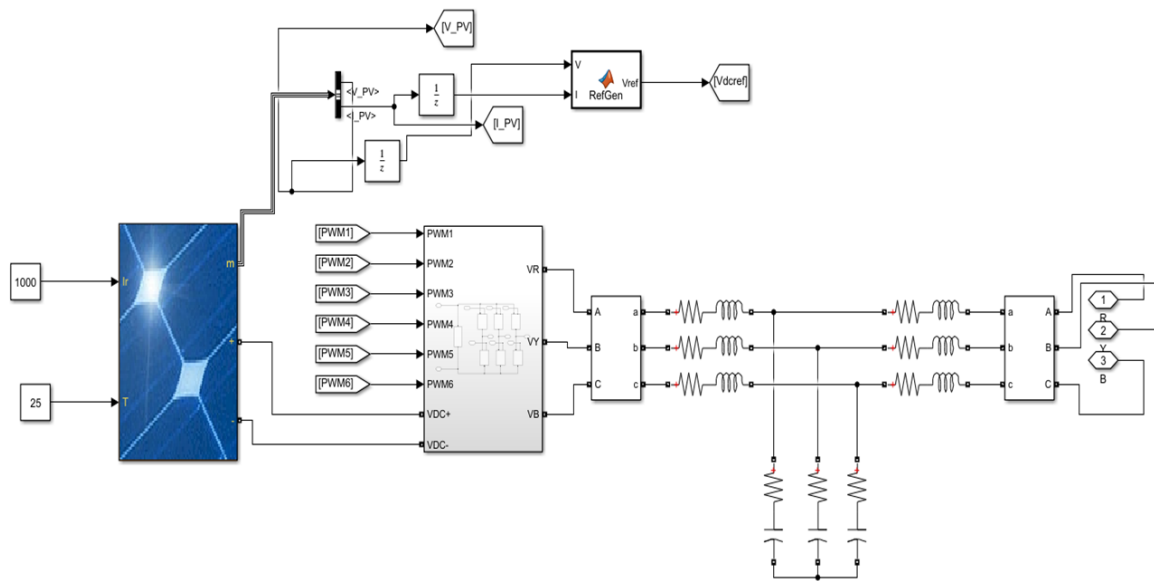 [V_PV]
<V_PV>
<I_PV>
1
z
V
I
RefGen
Vref
[Vdcref]
[I_PV]
1
z
1000
25
Ir
T
m
+
-
[PWM1]
[PWM2]
[PWM3]
[PWM4]
[PWM5]
[PWM6]
PWM1
PWM2
PWM3
PWM4
PWM5
PWM6
VDC+
VDC-
VR
VY
VB
A
B
C
a
b
c
+
+
+
+
+
+
a
b
c
A
B
C
1
R
2
Y
3
B
+
+
+